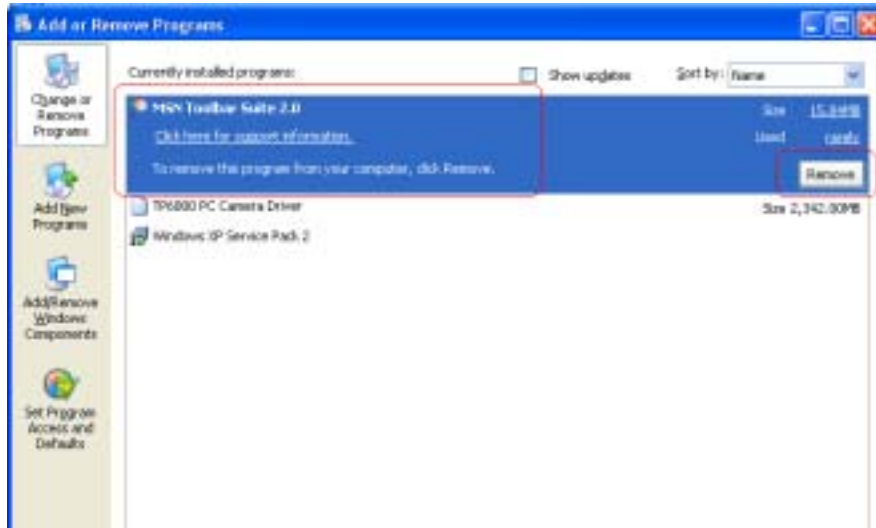 Add or Remove Programs
Change or
Remove
Programs
Add New
Programs
Add/Remove
Windows
Components
Set Program
Access and
Defaults
Currently installed programs:
Show updates
Sort by: Name
MSN Toolbar Suite 2.0
Size 15.84MB
Click here for support information.
Used rarely
To remove this program from your computer, click Remove.
Remove
TP6800 PC Camera Driver
Size 2,342.00MB
Windows XP Service Pack 2